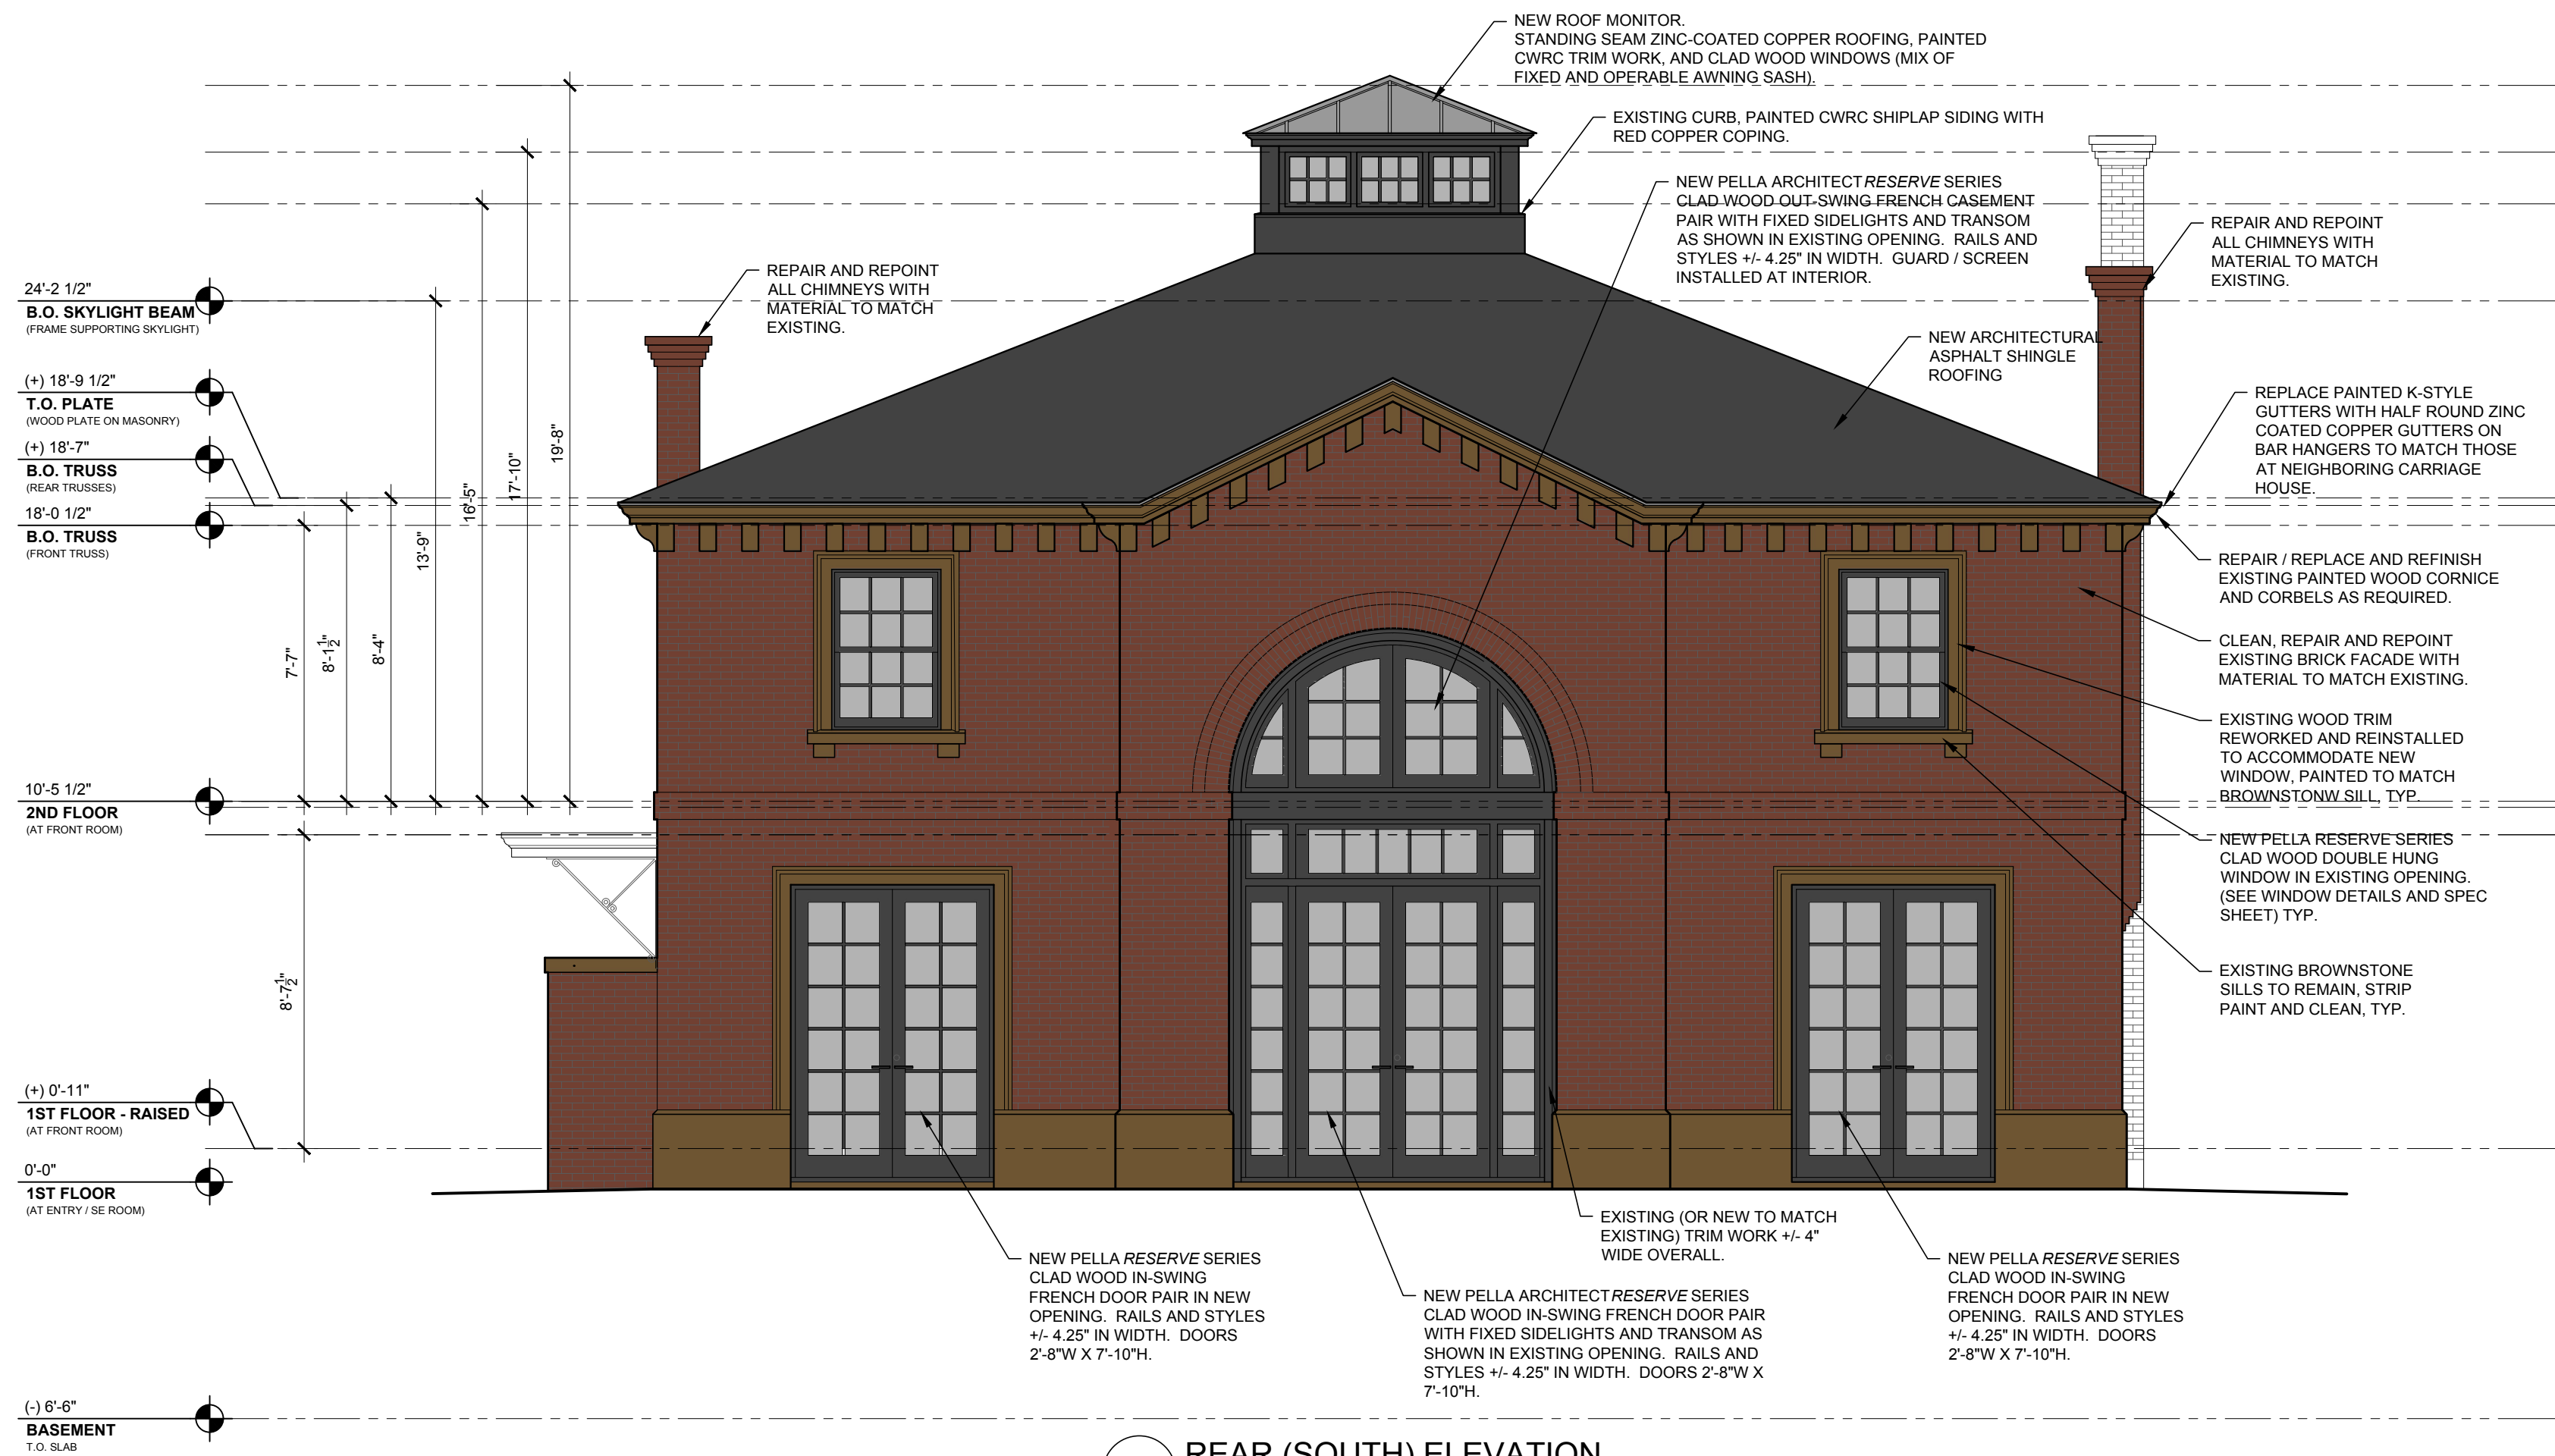 NEW ROOF MONITOR.
STANDING SEAM ZINC-COATED COPPER ROOFING, PAINTED
CWRC TRIM WORK, AND CLAD WOOD WINDOWS (MIX OF
FIXED AND OPERABLE AWNING SASH).
EXISTING CURB, PAINTED CWRC SHIPLAP SIDING WITH
RED COPPER COPING.
NEW PELLA ARCHITECT RESERVE SERIES
CLAD WOOD OUT-SWING FRENCH CASEMENT
PAIR WITH FIXED SIDELIGHTS AND TRANSOM
AS SHOWN IN EXISTING OPENING. RAILS AND
STYLES +/- 4.25" IN WIDTH. GUARD / SCREEN
INSTALLED AT INTERIOR.
REPAIR AND REPOINT
ALL CHIMNEYS WITH
MATERIAL TO MATCH
EXISTING.
REPAIR AND REPOINT
ALL CHIMNEYS WITH
MATERIAL TO MATCH
EXISTING.
NEW ARCHITECTURAL
ASPHALT SHINGLE
ROOFING
REPLACE PAINTED K-STYLE
GUTTERS WITH HALF ROUND ZINC
COATED COPPER GUTTERS ON
BAR HANGERS TO MATCH THOSE
AT NEIGHBORING CARRIAGE
HOUSE.
REPAIR / REPLACE AND REFINISH
EXISTING PAINTED WOOD CORNICE
AND CORBELS AS REQUIRED.
CLEAN, REPAIR AND REPOINT
EXISTING BRICK FACADE WITH
MATERIAL TO MATCH EXISTING.
EXISTING WOOD TRIM
REWORKED AND REINSTALLED
TO ACCOMMODATE NEW
WINDOW, PAINTED TO MATCH
BROWNSTONW SILL, TYP.
NEW PELLA RESERVE SERIES
CLAD WOOD DOUBLE HUNG
WINDOW IN EXISTING OPENING.
(SEE WINDOW DETAILS AND SPEC
SHEET) TYP.
EXISTING BROWNSTONE
SILLS TO REMAIN, STRIP
PAINT AND CLEAN, TYP.
24'-2 1/2"
B.O. SKYLIGHT BEAM
(FRAME SUPPORTING SKYLIGHT)
(+) 18'-9 1/2"
T.O. PLATE
(WOOD PLATE ON MASONRY)
(+) 18'-7"
B.O. TRUSS
(REAR TRUSSES)
18'-0 1/2"
B.O. TRUSS
(FRONT TRUSS)
10'-5 1/2"
2ND FLOOR
(AT FRONT ROOM)
(+) 0'-11"
1ST FLOOR - RAISED
(AT FRONT ROOM)
0'-0"
1ST FLOOR
(AT ENTRY / SE ROOM)
(-) 6'-6"
BASEMENT
T.O. SLAB
7'-7"
8'-1 1/2"
8'-4"
13'-9"
16'-5"
17'-10"
19'-8"
8'-7 1/2"
NEW PELLA RESERVE SERIES
CLAD WOOD IN-SWING
FRENCH DOOR PAIR IN NEW
OPENING. RAILS AND STYLES
+/- 4.25" IN WIDTH. DOORS
2'-8"W X 7'-10"H.
NEW PELLA ARCHITECT RESERVE SERIES
CLAD WOOD IN-SWING FRENCH DOOR PAIR
WITH FIXED SIDELIGHTS AND TRANSOM AS
SHOWN IN EXISTING OPENING. RAILS AND
STYLES +/- 4.25" IN WIDTH. DOORS 2'-8"W X
7'-10"H.
EXISTING (OR NEW TO MATCH
EXISTING) TRIM WORK +/- 4"
WIDE OVERALL.
NEW PELLA RESERVE SERIES
CLAD WOOD IN-SWING
FRENCH DOOR PAIR IN NEW
OPENING. RAILS AND STYLES
+/- 4.25" IN WIDTH. DOORS
2'-8"W X 7'-10"H.
REAR (SOUTH) ELEVATION